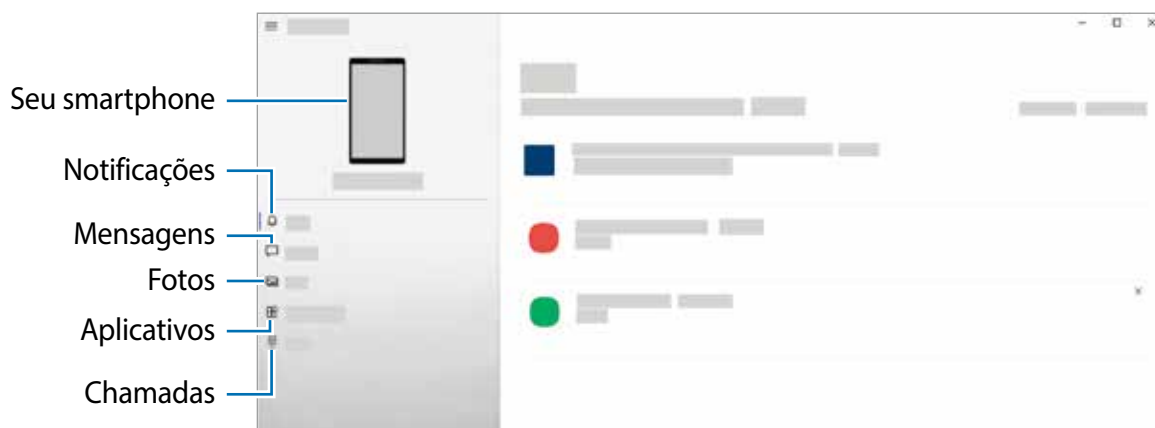 Seu smartphone
Notificações
Mensagens
Fotos
Aplicativos
Chamadas